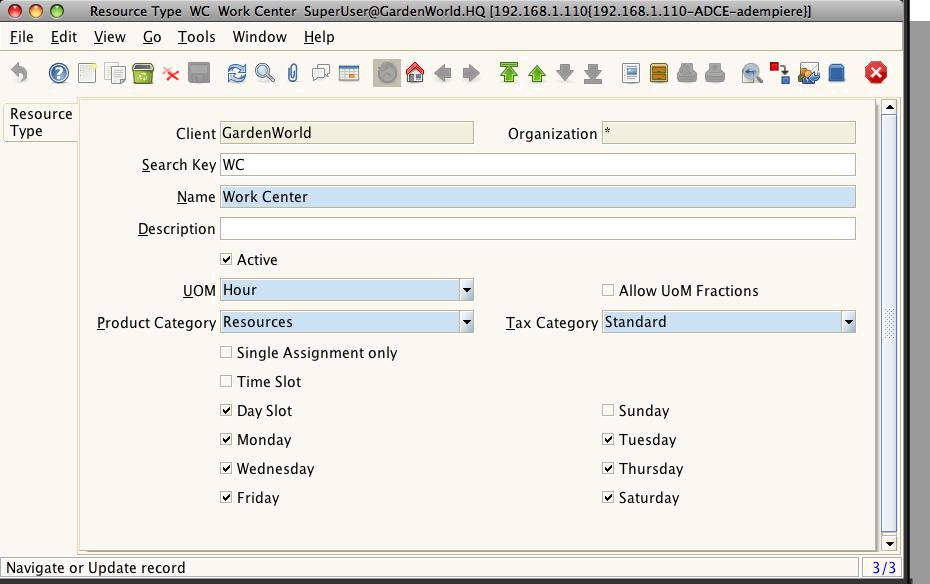 Resource Type  WC  Work Center  SuperUser@GardenWorld.HQ [192.168.1.110{192.168.1.110-ADCE-adempiere}]
File Edit View Go Tools Window Help
Resource
Type
Client GardenWorld Organization *
Search Key WC
Name Work Center
Description
Active
UOM Hour Allow UoM Fractions
Product Category Resources Tax Category Standard
Single Assignment only
Time Slot
Day Slot Sunday
Monday Tuesday
Wednesday Thursday
Friday Saturday
Navigate or Update record 3/3